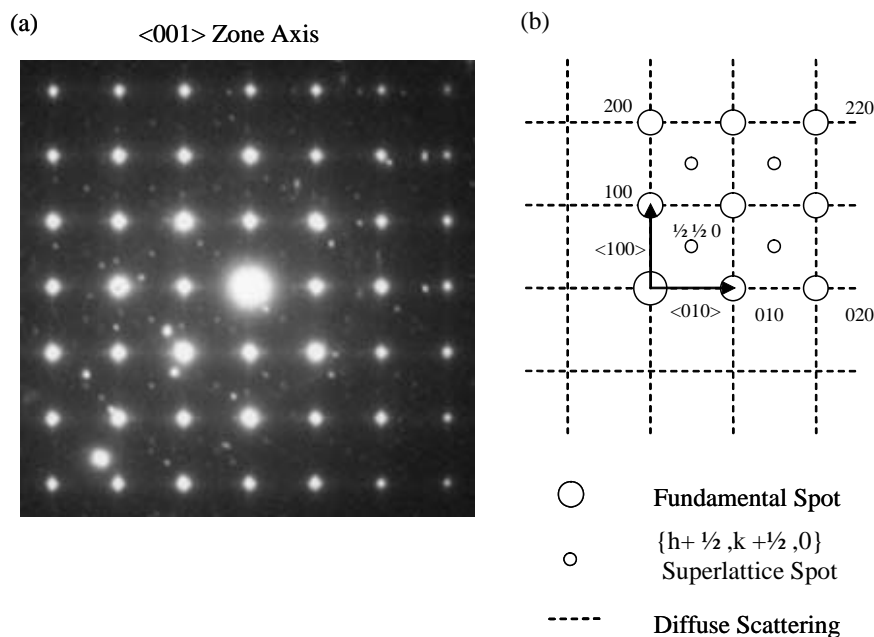 (a)
<001> Zone Axis
(b)
200
220
100
½ ½ 0
<100>
<010>
010
020
Fundamental Spot
{h+ ½ ,k +½ ,0}
Superlattice Spot
Diffuse Scattering